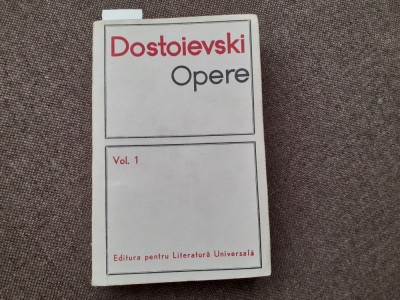 Dostoievski
Opere
Vol. 1
Editura pentru Literatură Universală